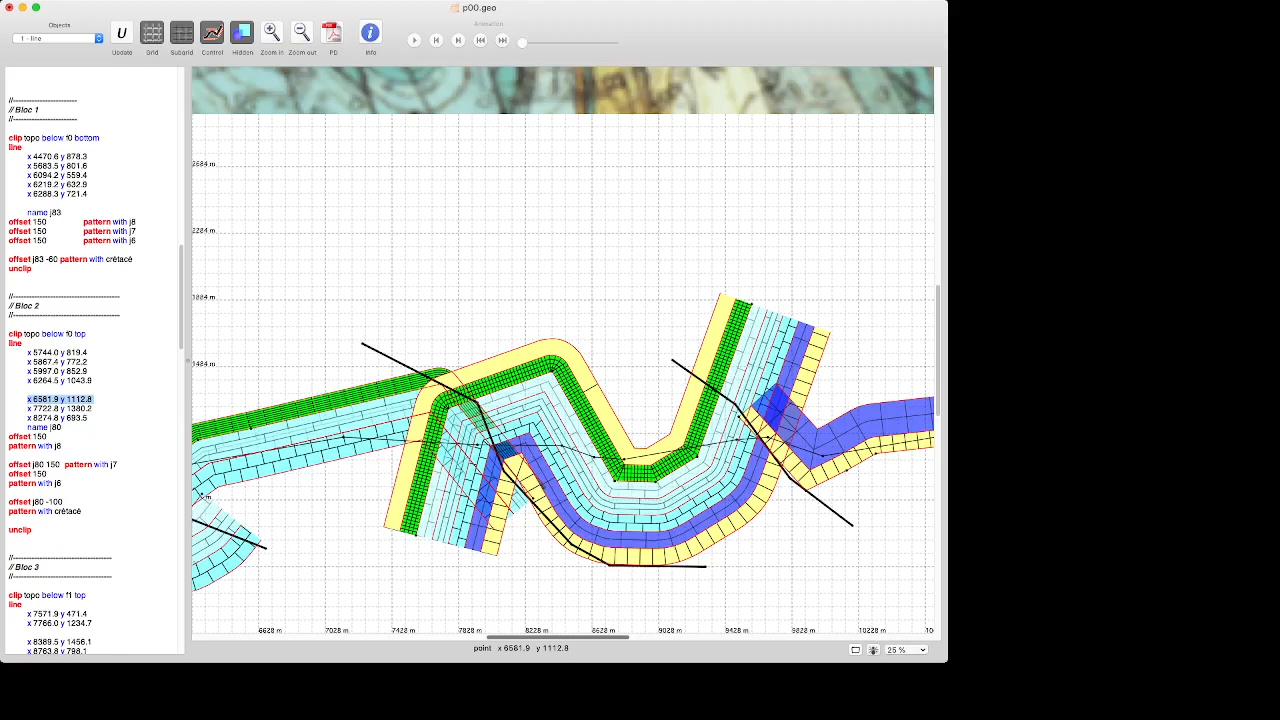 p00.geo
Objects
Animation
1 - line
U
Update
Grid
Subgrid
Control
Hidden
Zoom in
Zoom out
PDF
PD
i
Info
//------------------------
// Bloc 1
//------------------------
clip topo below f0 bottom
line
x 4470.6 y 878.3
x 5683.5 y 801.6
x 6094.2 y 559.4
x 6219.2 y 632.9
x 6288.3 y 721.4
name j83
offset 150 pattern with j8
offset 150 pattern with j7
offset 150 pattern with j6
offset j83 -60 pattern with crétacé
unclip
//----------------------------------------
// Bloc 2
//----------------------------------------
clip topo below f0 top
line
x 5744.0 y 819.4
x 5867.4 y 772.2
x 5997.0 y 852.9
x 6264.5 y 1043.9
x 6581.9 y 1112.8
x 7722.8 y 1380.2
x 8274.8 y 693.5
name j80
offset 150
pattern with j8
offset j80 150 pattern with j7
offset 150
pattern with j6
offset j80 -100
pattern with crétacé
unclip
//-------------------------------------
// Bloc 3
//-------------------------------------
clip topo below f1 top
line
x 7571.9 y 471.4
x 7766.0 y 1234.7
x 8389.5 y 1456.1
x 8763.8 y 798.1
2684 m
2284 m
1884 m
1484 m
6628 m
7028 m
7428 m
7828 m
8228 m
8628 m
9028 m
9428 m
9828 m
10228 m
10
point x 6581.9 y 1112.8
25 %